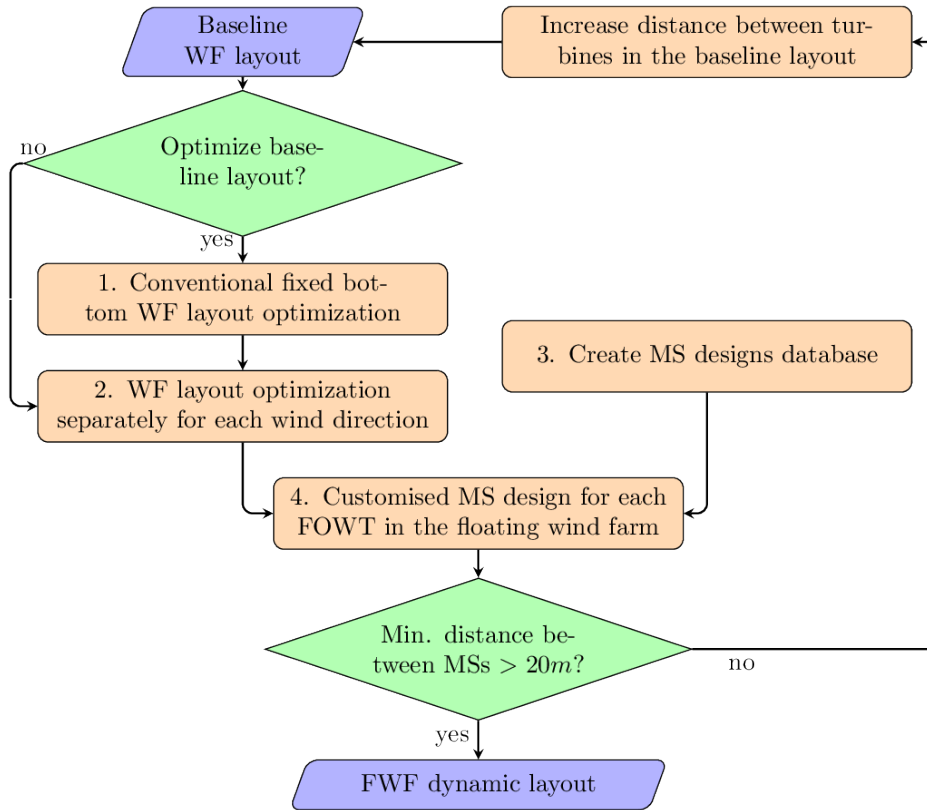 Baseline
WF layout
Increase distance between tur-
bines in the baseline layout
Optimize base-
line layout?
no
yes
1. Conventional fixed bot-
tom WF layout optimization
3. Create MS designs database
2. WF layout optimization
separately for each wind direction
4. Customised MS design for each
FOWT in the floating wind farm
Min. distance be-
tween MSs > 20m?
no
yes
FWF dynamic layout